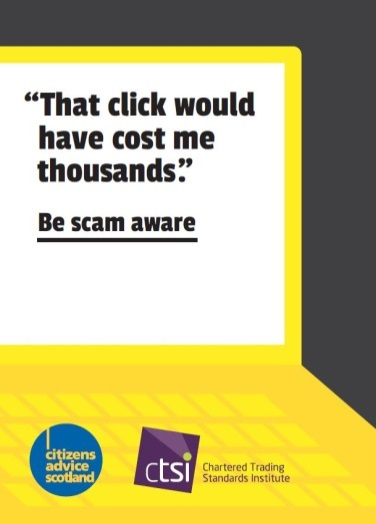 “That click would
have cost me
thousands.”
Be scam aware
citizens
advice
scotland
ctsi
Chartered Trading
Standards Institute